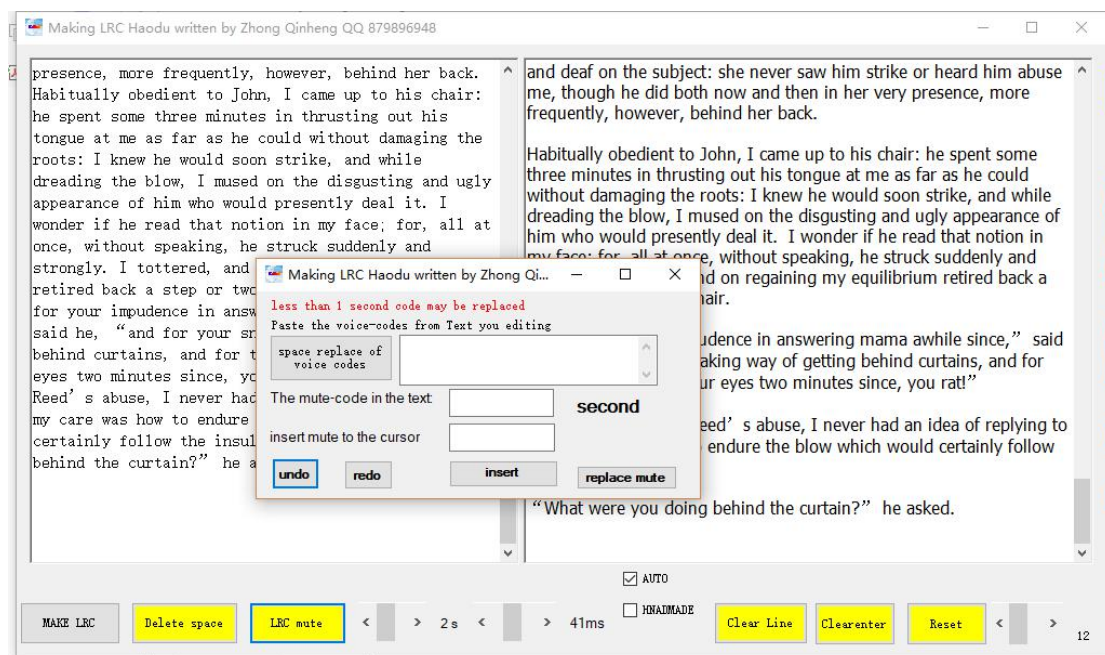 Making LRC Haodu written by Zhong Qinheng QQ 879896948
presence, more frequently, however, behind her back.
Habitually obedient to John, I came up to his chair:
he spent some three minutes in thrusting out his
tongue at me as far as he could without damaging the
roots: I knew he would soon strike, and while
dreading the blow, I mused on the disgusting and ugly
appearance of him who would presently deal it. I
wonder if he read that notion in my face; for, all at
once, without speaking, he struck suddenly and
strongly. I tottered, and
retired back a step or two
for your impudence in answ
said he, “and for your sn
behind curtains, and for t
eyes two minutes since, yo
Reed’s abuse, I never had
my care was how to endure
certainly follow the insul
behind the curtain?” he a
and deaf on the subject: she never saw him strike or heard him abuse
me, though he did both now and then in her very presence, more
frequently, however, behind her back.
Habitually obedient to John, I came up to his chair: he spent some
three minutes in thrusting out his tongue at me as far as he could
without damaging the roots: I knew he would soon strike, and while
dreading the blow, I mused on the disgusting and ugly appearance of
him who would presently deal it.  I wonder if he read that notion in
my face; for, all at once, without speaking, he struck suddenly and
nd on regaining my equilibrium retired back a
hair.
udence in answering mama awhile since,” said
aking way of getting behind curtains, and for
ur eyes two minutes since, you rat!”
eed’s abuse, I never had an idea of replying to
endure the blow which would certainly follow
“What were you doing behind the curtain?” he asked.
Making LRC Haodu written by Zhong Qi...
less than 1 second code may be replaced
Paste the voice-codes from Text you editing
space replace of
voice codes
The mute-code in the text:
second
insert mute to the cursor
undo
redo
insert
replace mute
AUTO
MAKE LRC
Delete space
LRC mute
2 s
41ms
HNADMADE
Clear Line
Clearenter
Reset
12